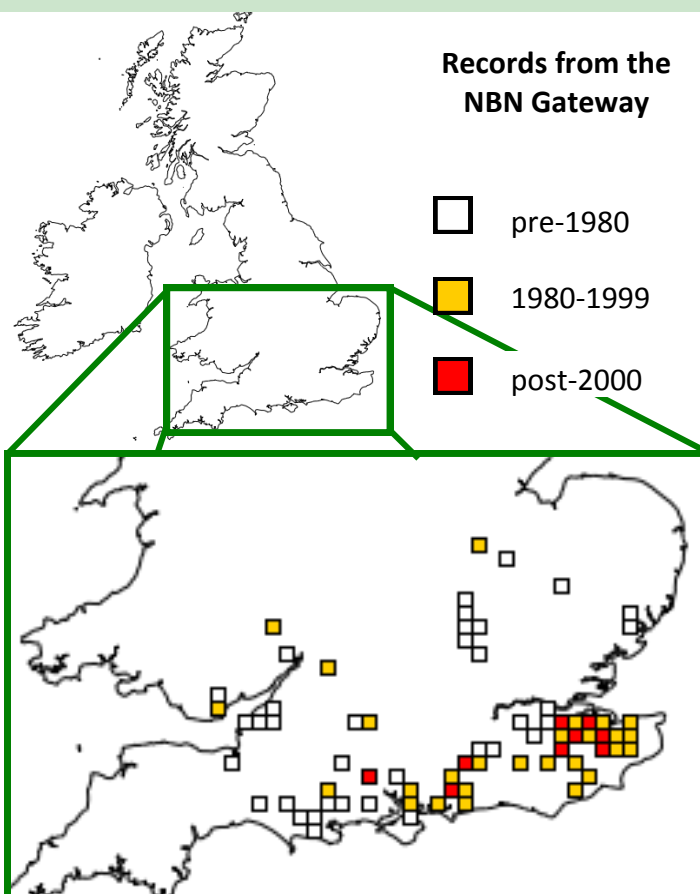 Records from the
NBN Gateway
pre-1980
1980-1999
post-2000